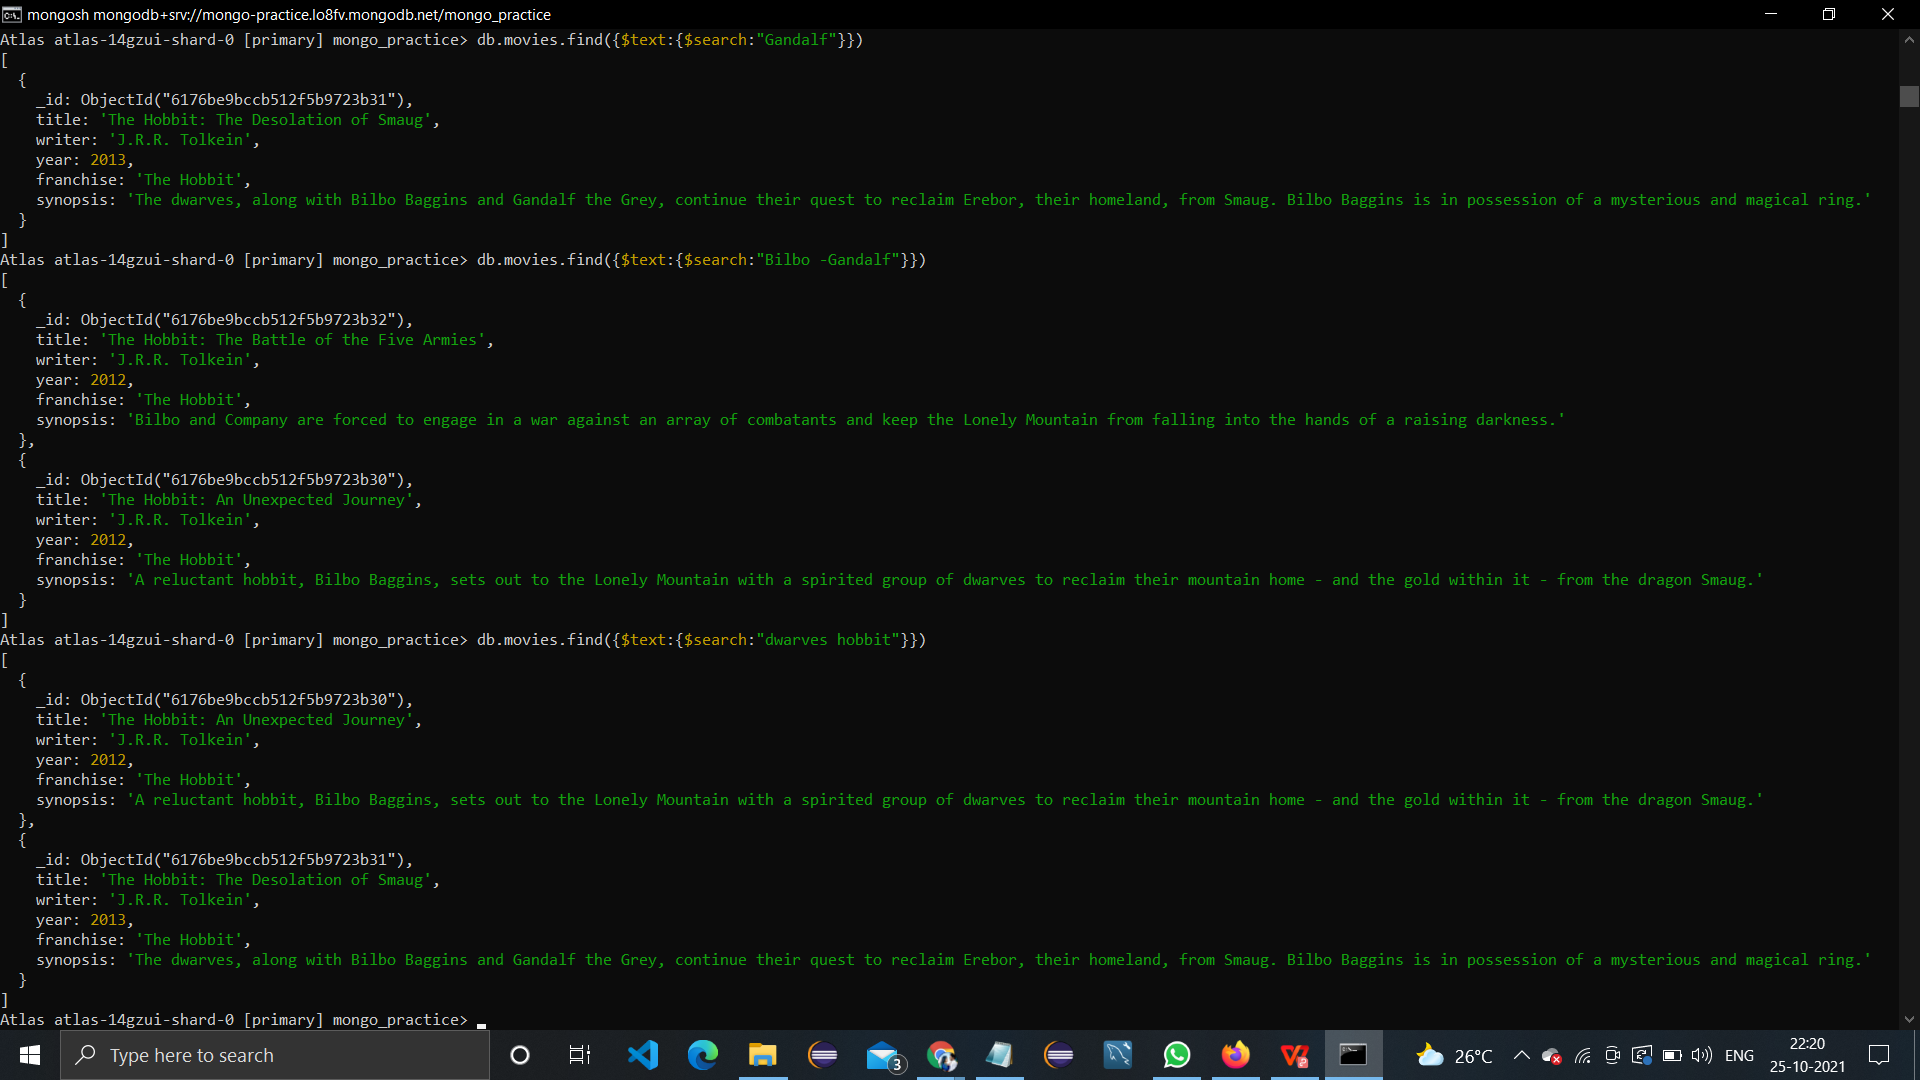 mongosh mongodb+srv://mongo-practice.lo8fv.mongodb.net/mongo_practice
Atlas atlas-14gzui-shard-0 [primary] mongo_practice> db.movies.find({$text:{$search:"Gandalf"}})
[
  {
    _id: ObjectId("6176be9bccb512f5b9723b31"),
    title: 'The Hobbit: The Desolation of Smaug',
    writer: 'J.R.R. Tolkein',
    year: 2013,
    franchise: 'The Hobbit',
    synopsis: 'The dwarves, along with Bilbo Baggins and Gandalf the Grey, continue their quest to reclaim Erebor, their homeland, from Smaug. Bilbo Baggins is in possession of a mysterious and magical ring.'
  }
]
Atlas atlas-14gzui-shard-0 [primary] mongo_practice> db.movies.find({$text:{$search:"Bilbo -Gandalf"}})
[
  {
    _id: ObjectId("6176be9bccb512f5b9723b32"),
    title: 'The Hobbit: The Battle of the Five Armies',
    writer: 'J.R.R. Tolkein',
    year: 2012,
    franchise: 'The Hobbit',
    synopsis: 'Bilbo and Company are forced to engage in a war against an array of combatants and keep the Lonely Mountain from falling into the hands of a raising darkness.'
  },
  {
    _id: ObjectId("6176be9bccb512f5b9723b30"),
    title: 'The Hobbit: An Unexpected Journey',
    writer: 'J.R.R. Tolkein',
    year: 2012,
    franchise: 'The Hobbit',
    synopsis: 'A reluctant hobbit, Bilbo Baggins, sets out to the Lonely Mountain with a spirited group of dwarves to reclaim their mountain home - and the gold within it - from the dragon Smaug.'
  }
]
Atlas atlas-14gzui-shard-0 [primary] mongo_practice> db.movies.find({$text:{$search:"dwarves hobbit"}})
[
  {
    _id: ObjectId("6176be9bccb512f5b9723b30"),
    title: 'The Hobbit: An Unexpected Journey',
    writer: 'J.R.R. Tolkein',
    year: 2012,
    franchise: 'The Hobbit',
    synopsis: 'A reluctant hobbit, Bilbo Baggins, sets out to the Lonely Mountain with a spirited group of dwarves to reclaim their mountain home - and the gold within it - from the dragon Smaug.'
  },
  {
    _id: ObjectId("6176be9bccb512f5b9723b31"),
    title: 'The Hobbit: The Desolation of Smaug',
    writer: 'J.R.R. Tolkein',
    year: 2013,
    franchise: 'The Hobbit',
    synopsis: 'The dwarves, along with Bilbo Baggins and Gandalf the Grey, continue their quest to reclaim Erebor, their homeland, from Smaug. Bilbo Baggins is in possession of a mysterious and magical ring.'
  }
]
Atlas atlas-14gzui-shard-0 [primary] mongo_practice>
Type here to search
3
26°C
ENG
22:20
25-10-2021